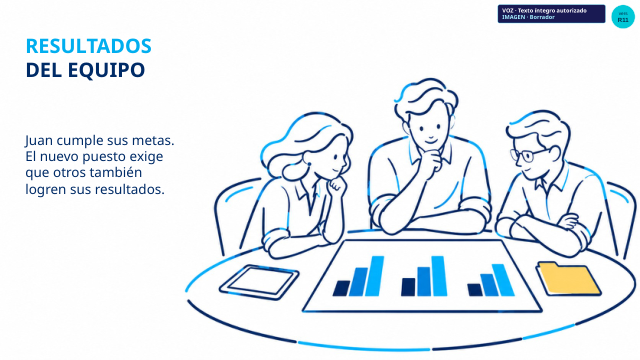 VOZ · Texto íntegro autorizado
IMAGEN · Borrador
R11
RESULTADOS
DEL EQUIPO
Juan cumple sus metas.
El nuevo puesto exige
que otros también
logren sus resultados.